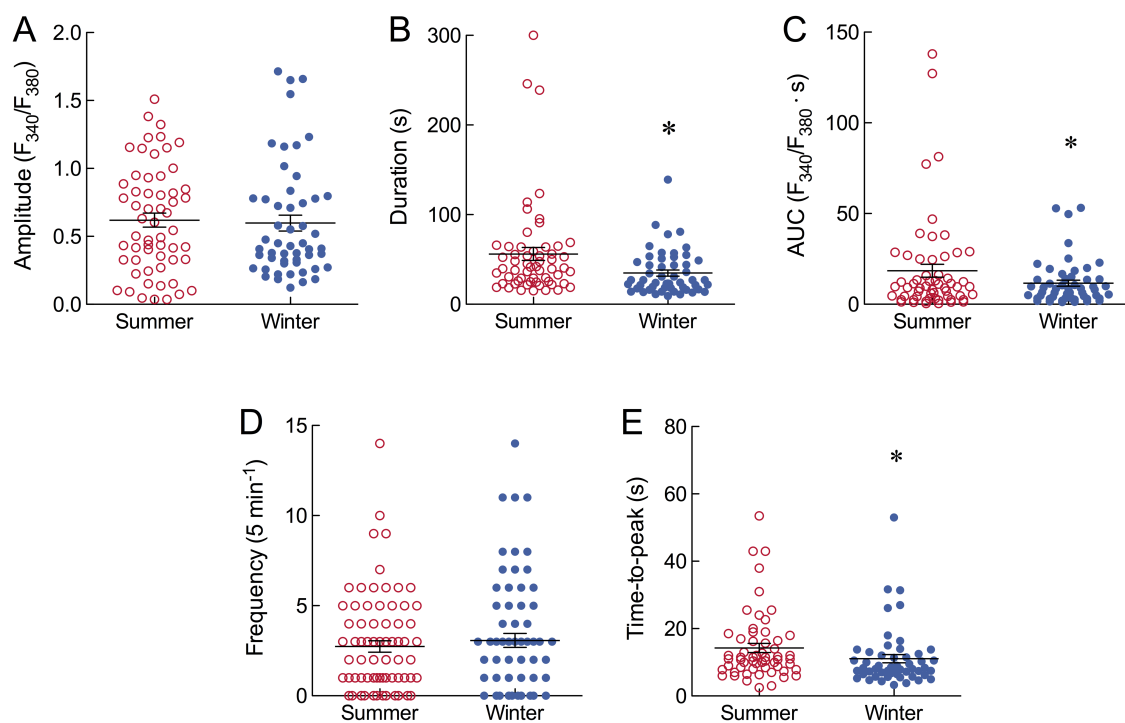 A
Amplitude (F340/F380)
2.0
1.5
1.0
0.5
0.0
Summer Winter
B
Duration (s)
300
200
100
0
*
Summer Winter
C
AUC (F340/F380 · s)
150
100
50
0
*
Summer Winter
D
Frequency (5 min-1)
15
10
5
0
Summer Winter
E
Time-to-peak (s)
80
60
40
20
0
*
Summer Winter